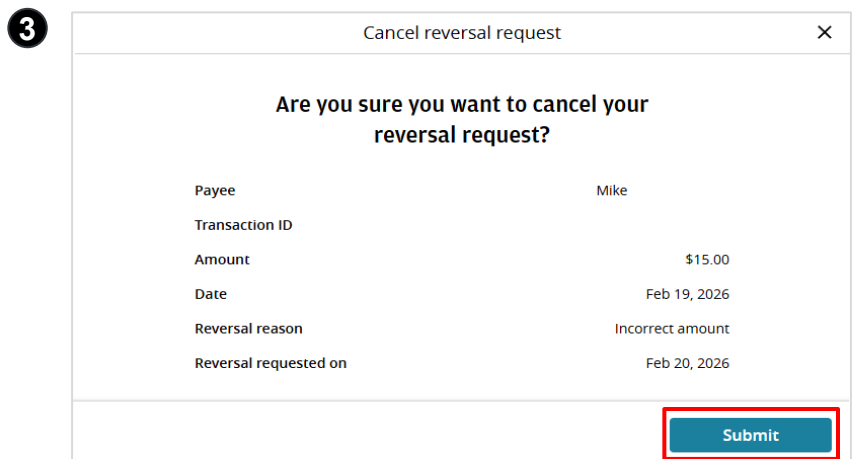 3
Cancel reversal request
Are you sure you want to cancel your
reversal request?
Payee Mike
Transaction ID
Amount $15.00
Date Feb 19, 2026
Reversal reason Incorrect amount
Reversal requested on Feb 20, 2026
Submit